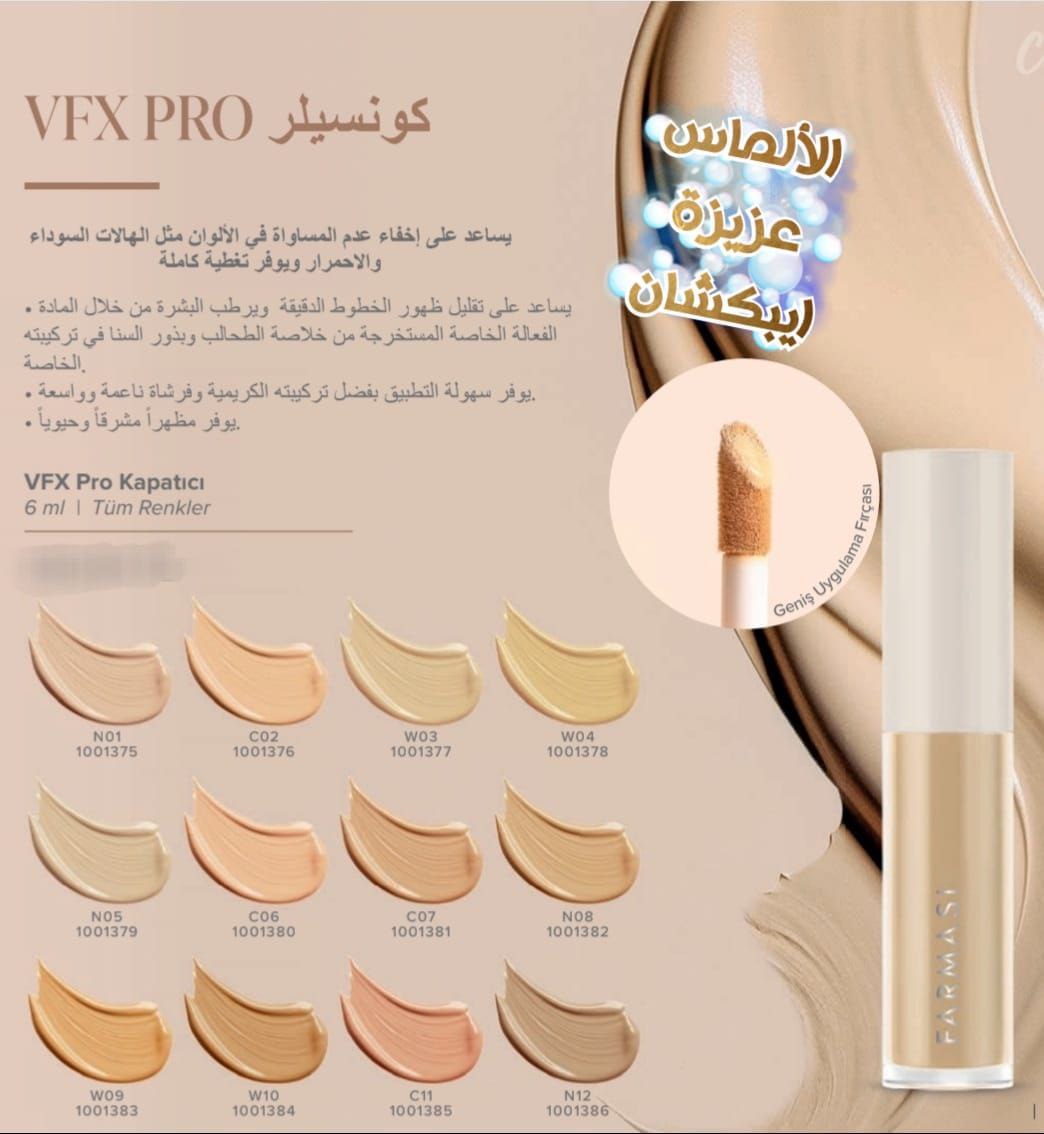 VFX PRO كونسيلر
الألماس
عزيزة
ايبكشان
يساعد على إخفاء عدم المساواة في الألوان مثل الهالات السوداء
والاحمرار ويوفر تغطية كاملة
• يساعد على تقليل ظهور الخطوط الدقيقة ويرطب البشرة من خلال المادة
الفعالة الخاصة المستخرجة من خلاصة الطحالب وبذور السنا في تركيبته
الخاصة.
• يوفر سهولة التطبيق بفضل تركيبته الكريمية وفرشاة ناعمة وواسعة.
• يوفر مظهراً مشرقاً وحيوياً.
VFX Pro Kapatıcı
6 ml | Tüm Renkler
Geniş Uygulama Fırçası
N01 C02 W03 W04
1001375 1001376 1001377 1001378
N05 C06 C07 N08
1001379 1001380 1001381 1001382
W09 W10 C11 N12
1001383 1001384 1001385 1001386
FARMASI